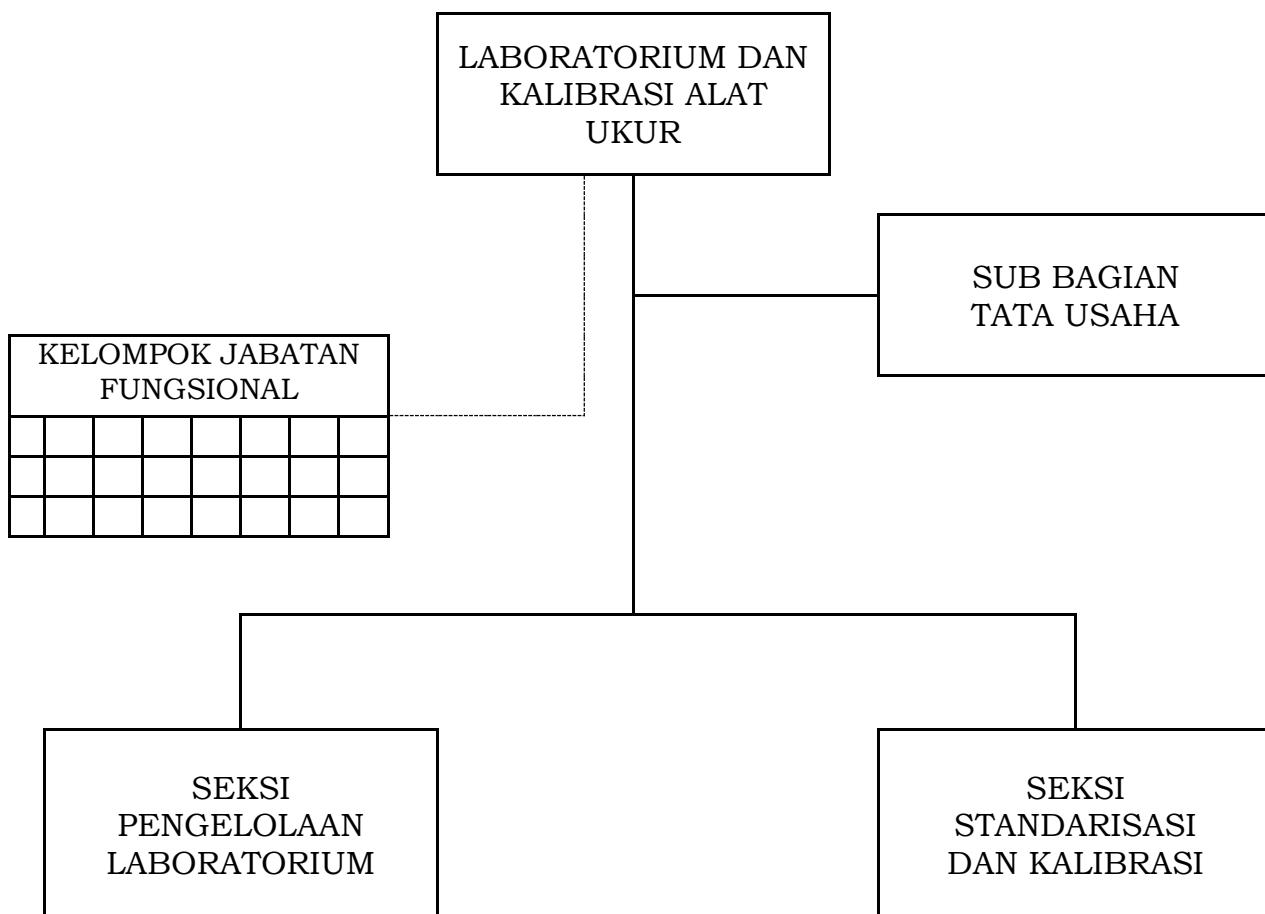 LABORATORIUM DAN
KALIBRASI ALAT
UKUR
SUB BAGIAN
TATA USAHA
KELOMPOK JABATAN
FUNGSIONAL
SEKSI
PENGELOLAAN
LABORATORIUM
SEKSI
STANDARISASI
DAN KALIBRASI